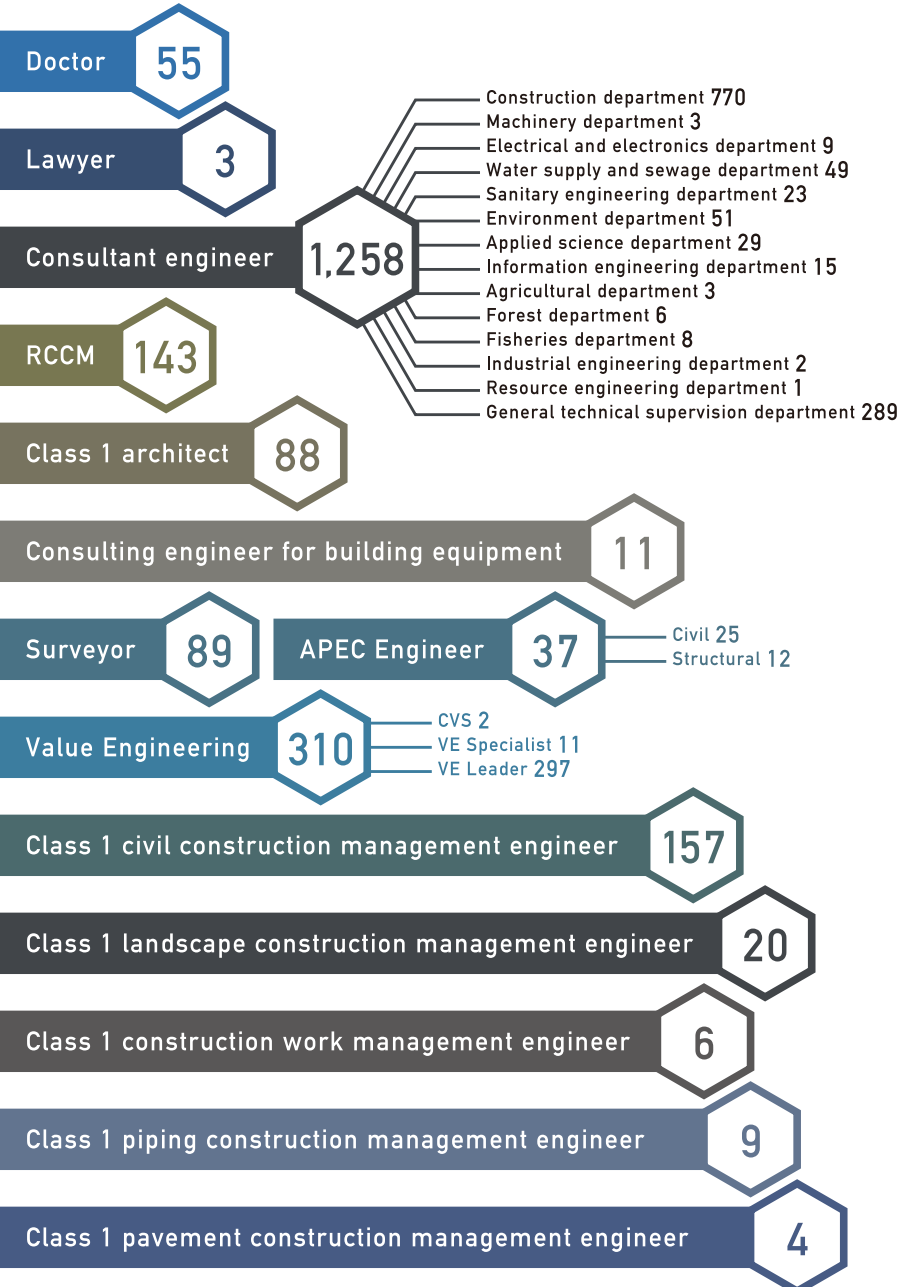 Doctor 55
Lawyer 3
Consultant engineer 1,258
Construction department 770
Machinery department 3
Electrical and electronics department 9
Water supply and sewage department 49
Sanitary engineering department 23
Environment department 51
Applied science department 29
Information engineering department 15
Agricultural department 3
Forest department 6
Fisheries department 8
Industrial engineering department 2
Resource engineering department 1
General technical supervision department 289
RCCM 143
Class 1 architect 88
Consulting engineer for building equipment 11
Surveyor 89
APEC Engineer 37
Civil 25
Structural 12
Value Engineering 310
CVS 2
VE Specialist 11
VE Leader 297
Class 1 civil construction management engineer 157
Class 1 landscape construction management engineer 20
Class 1 construction work management engineer 6
Class 1 piping construction management engineer 9
Class 1 pavement construction management engineer 4